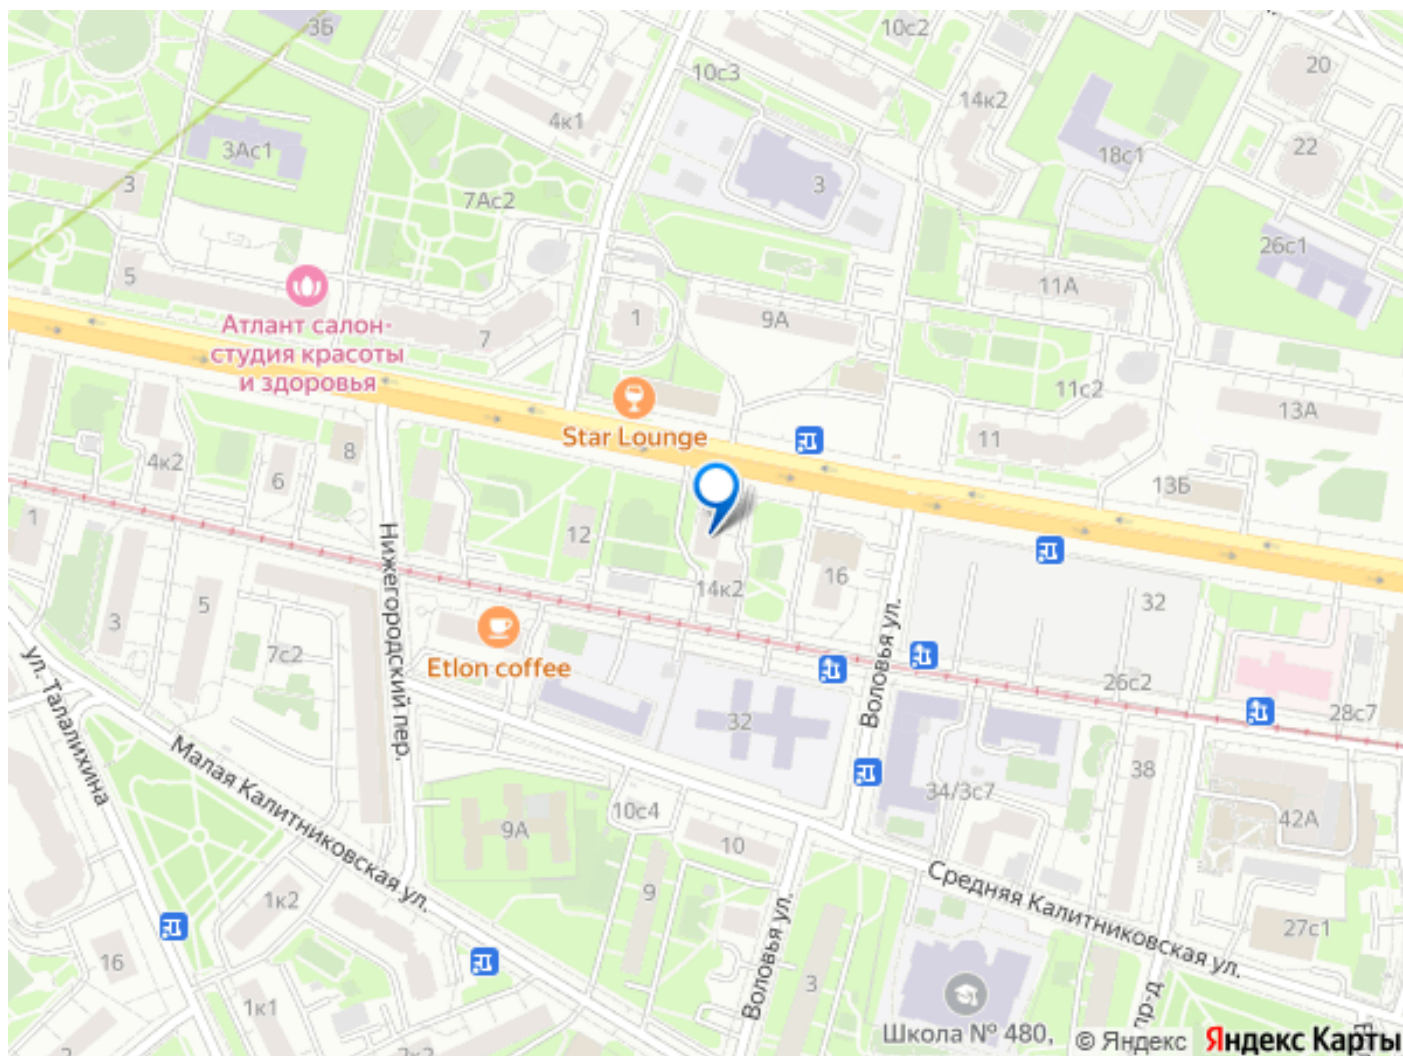 3Б
10с2
20
10с3
14к2
4к1
22
18с1
3Ас1
3
3
7Ас2
26с1
5
11А
1
9А
Атлант салон-
студия красоты
и здоровья
7
11с2
13А
Star Lounge
11
8
4к2
6
13Б
1
12
14к2
16
32
Нижегородский пер.
Воловья ул.
3
5
7с2
Etlon coffee
26с2
28с7
32
ул. Талалихина
Малая Калитниковская ул.
38
34/3с7
10с4
42А
9А
10
9
Средняя Калитниковская ул.
1к2
27с1
16
Воловья ул.
3
1к1
пр-д
Школа № 480,
© Яндекс
Яндекс Карты